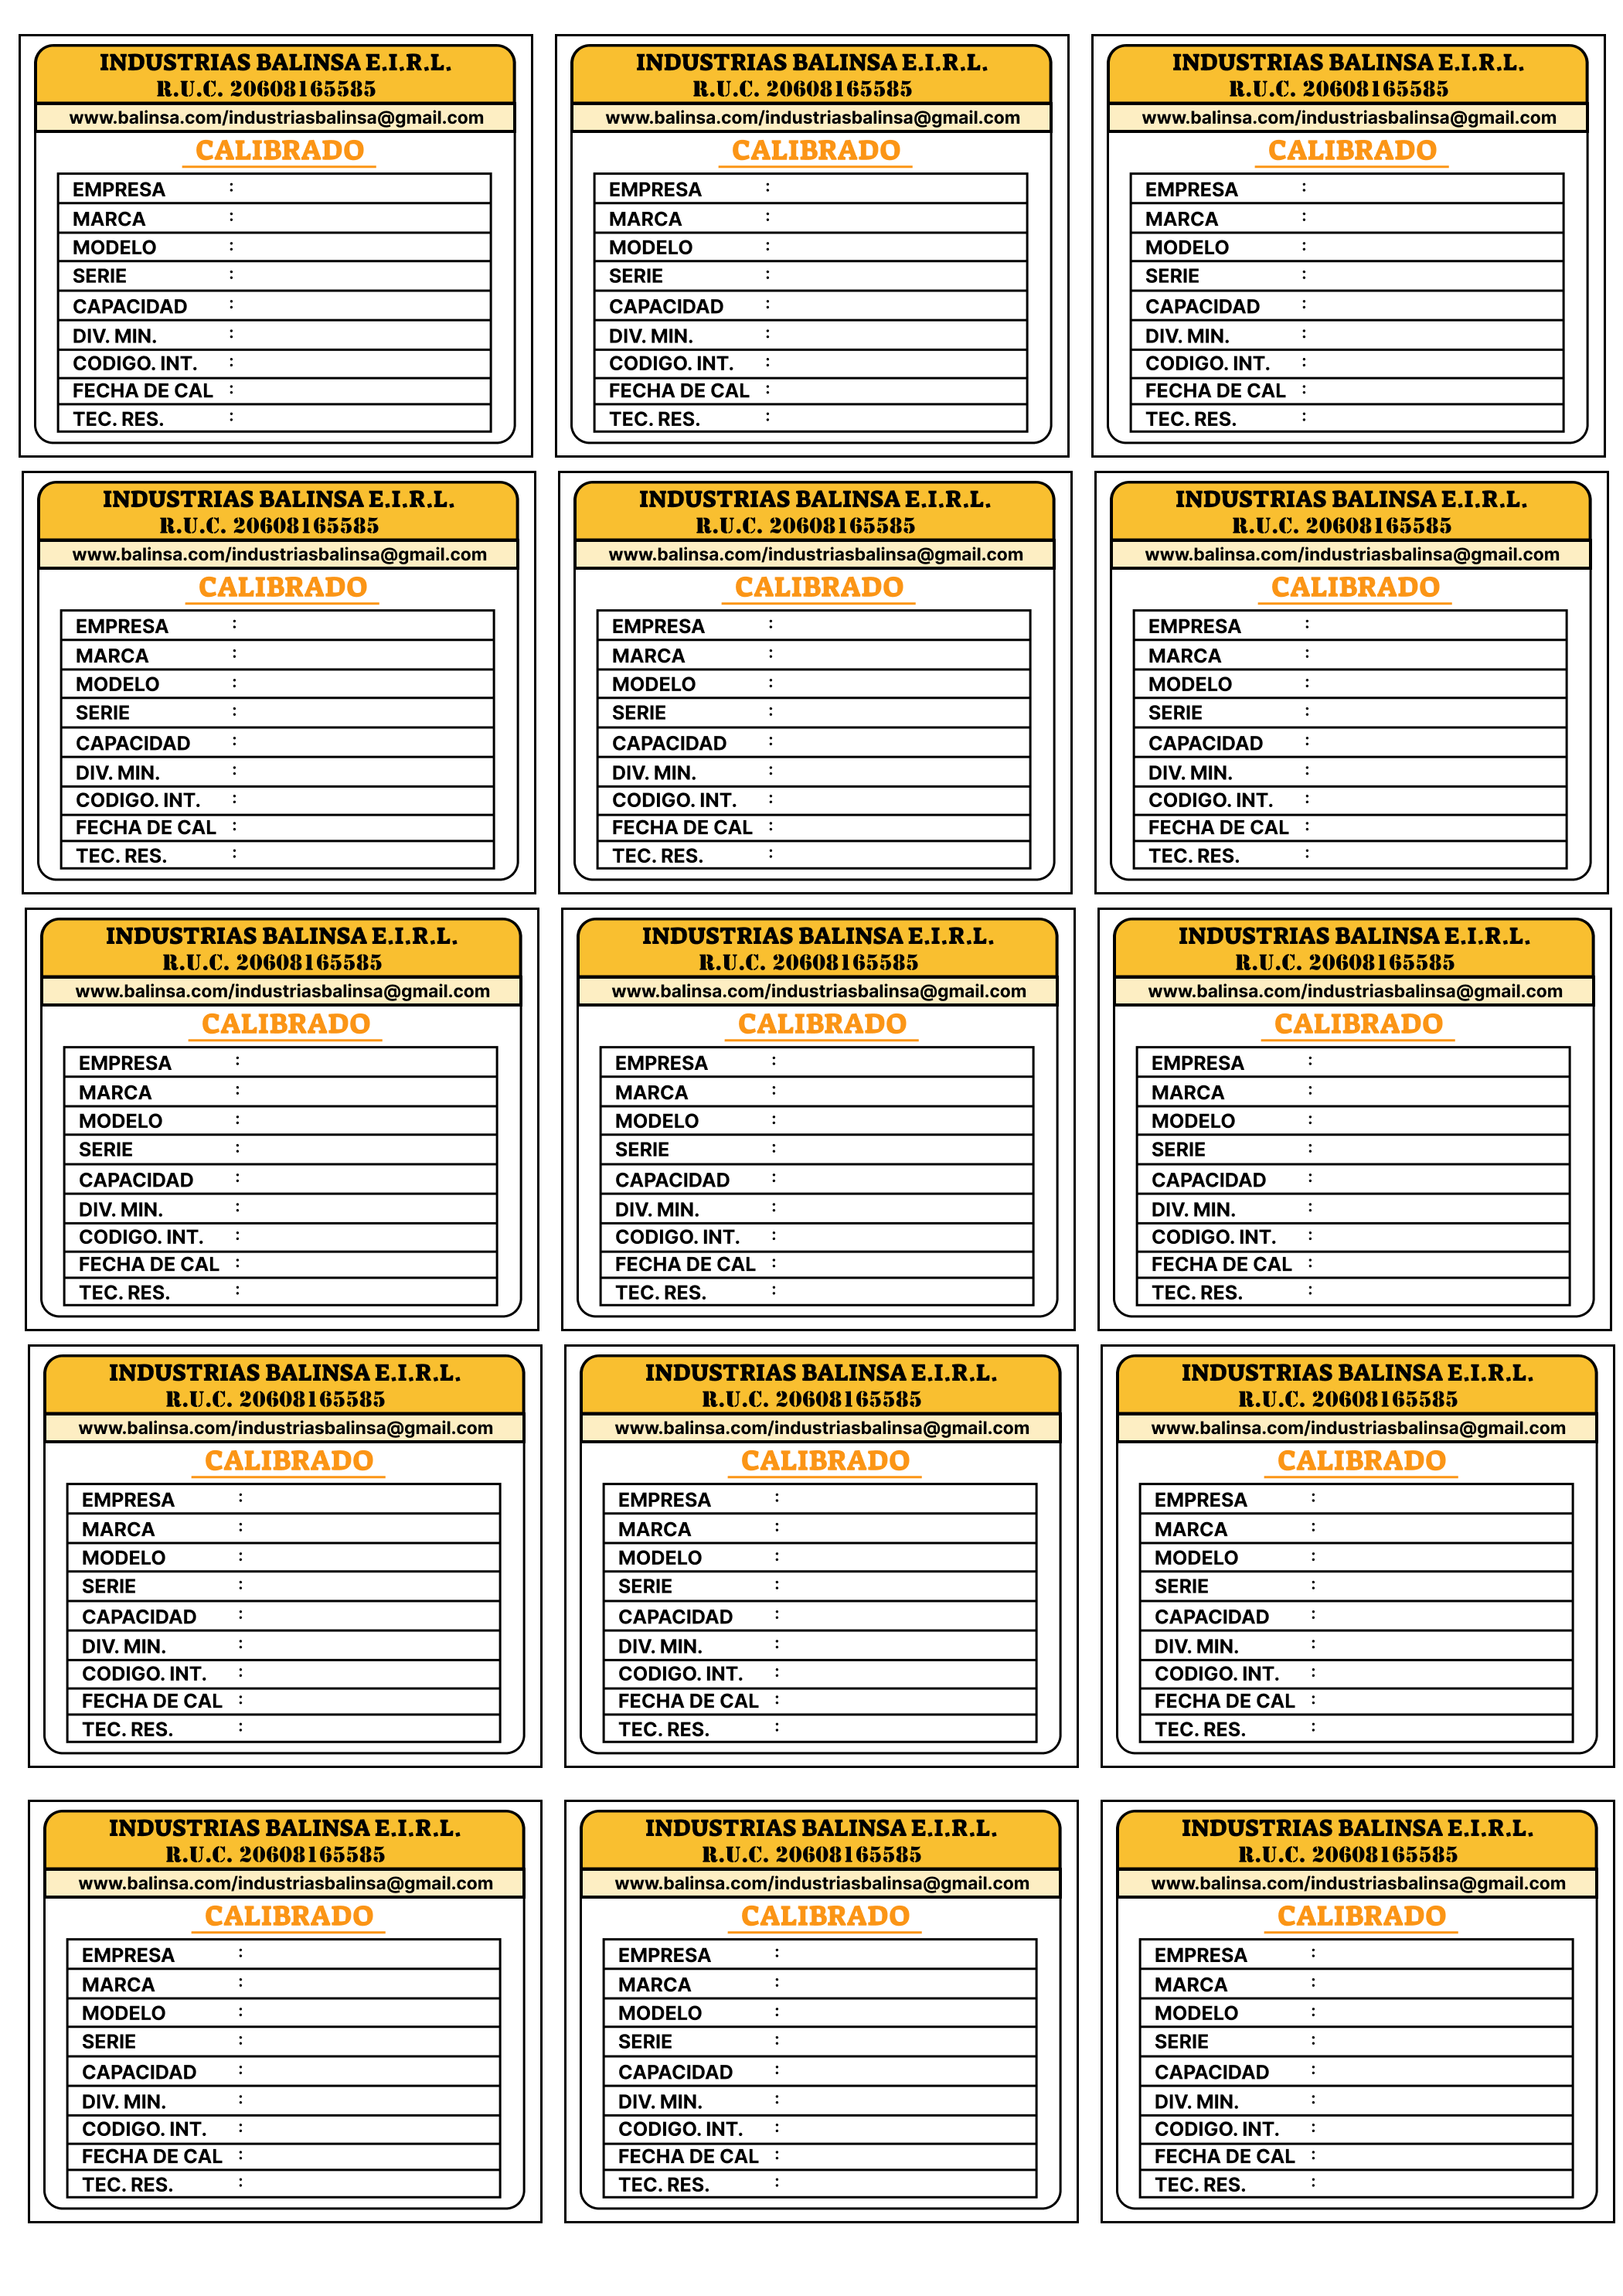 INDUSTRIAS BALINSA E.I.R.L.
R.U.C. 20608165585
www.balinsa.com/industriasbalinsa@gmail.com
CALIBRADO
EMPRESA :
MARCA :
MODELO :
SERIE :
CAPACIDAD :
DIV. MIN. :
CODIGO. INT. :
FECHA DE CAL :
TEC. RES. :
INDUSTRIAS BALINSA E.I.R.L.
R.U.C. 20608165585
www.balinsa.com/industriasbalinsa@gmail.com
CALIBRADO
EMPRESA :
MARCA :
MODELO :
SERIE :
CAPACIDAD :
DIV. MIN. :
CODIGO. INT. :
FECHA DE CAL :
TEC. RES. :
INDUSTRIAS BALINSA E.I.R.L.
R.U.C. 20608165585
www.balinsa.com/industriasbalinsa@gmail.com
CALIBRADO
EMPRESA :
MARCA :
MODELO :
SERIE :
CAPACIDAD :
DIV. MIN. :
CODIGO. INT. :
FECHA DE CAL :
TEC. RES. :
INDUSTRIAS BALINSA E.I.R.L.
R.U.C. 20608165585
www.balinsa.com/industriasbalinsa@gmail.com
CALIBRADO
EMPRESA :
MARCA :
MODELO :
SERIE :
CAPACIDAD :
DIV. MIN. :
CODIGO. INT. :
FECHA DE CAL :
TEC. RES. :
INDUSTRIAS BALINSA E.I.R.L.
R.U.C. 20608165585
www.balinsa.com/industriasbalinsa@gmail.com
CALIBRADO
EMPRESA :
MARCA :
MODELO :
SERIE :
CAPACIDAD :
DIV. MIN. :
CODIGO. INT. :
FECHA DE CAL :
TEC. RES. :
INDUSTRIAS BALINSA E.I.R.L.
R.U.C. 20608165585
www.balinsa.com/industriasbalinsa@gmail.com
CALIBRADO
EMPRESA :
MARCA :
MODELO :
SERIE :
CAPACIDAD :
DIV. MIN. :
CODIGO. INT. :
FECHA DE CAL :
TEC. RES. :
INDUSTRIAS BALINSA E.I.R.L.
R.U.C. 20608165585
www.balinsa.com/industriasbalinsa@gmail.com
CALIBRADO
EMPRESA :
MARCA :
MODELO :
SERIE :
CAPACIDAD :
DIV. MIN. :
CODIGO. INT. :
FECHA DE CAL :
TEC. RES. :
INDUSTRIAS BALINSA E.I.R.L.
R.U.C. 20608165585
www.balinsa.com/industriasbalinsa@gmail.com
CALIBRADO
EMPRESA :
MARCA :
MODELO :
SERIE :
CAPACIDAD :
DIV. MIN. :
CODIGO. INT. :
FECHA DE CAL :
TEC. RES. :
INDUSTRIAS BALINSA E.I.R.L.
R.U.C. 20608165585
www.balinsa.com/industriasbalinsa@gmail.com
CALIBRADO
EMPRESA :
MARCA :
MODELO :
SERIE :
CAPACIDAD :
DIV. MIN. :
CODIGO. INT. :
FECHA DE CAL :
TEC. RES. :
INDUSTRIAS BALINSA E.I.R.L.
R.U.C. 20608165585
www.balinsa.com/industriasbalinsa@gmail.com
CALIBRADO
EMPRESA :
MARCA :
MODELO :
SERIE :
CAPACIDAD :
DIV. MIN. :
CODIGO. INT. :
FECHA DE CAL :
TEC. RES. :
INDUSTRIAS BALINSA E.I.R.L.
R.U.C. 20608165585
www.balinsa.com/industriasbalinsa@gmail.com
CALIBRADO
EMPRESA :
MARCA :
MODELO :
SERIE :
CAPACIDAD :
DIV. MIN. :
CODIGO. INT. :
FECHA DE CAL :
TEC. RES. :
INDUSTRIAS BALINSA E.I.R.L.
R.U.C. 20608165585
www.balinsa.com/industriasbalinsa@gmail.com
CALIBRADO
EMPRESA :
MARCA :
MODELO :
SERIE :
CAPACIDAD :
DIV. MIN. :
CODIGO. INT. :
FECHA DE CAL :
TEC. RES. :
INDUSTRIAS BALINSA E.I.R.L.
R.U.C. 20608165585
www.balinsa.com/industriasbalinsa@gmail.com
CALIBRADO
EMPRESA :
MARCA :
MODELO :
SERIE :
CAPACIDAD :
DIV. MIN. :
CODIGO. INT. :
FECHA DE CAL :
TEC. RES. :
INDUSTRIAS BALINSA E.I.R.L.
R.U.C. 20608165585
www.balinsa.com/industriasbalinsa@gmail.com
CALIBRADO
EMPRESA :
MARCA :
MODELO :
SERIE :
CAPACIDAD :
DIV. MIN. :
CODIGO. INT. :
FECHA DE CAL :
TEC. RES. :
INDUSTRIAS BALINSA E.I.R.L.
R.U.C. 20608165585
www.balinsa.com/industriasbalinsa@gmail.com
CALIBRADO
EMPRESA :
MARCA :
MODELO :
SERIE :
CAPACIDAD :
DIV. MIN. :
CODIGO. INT. :
FECHA DE CAL :
TEC. RES. :